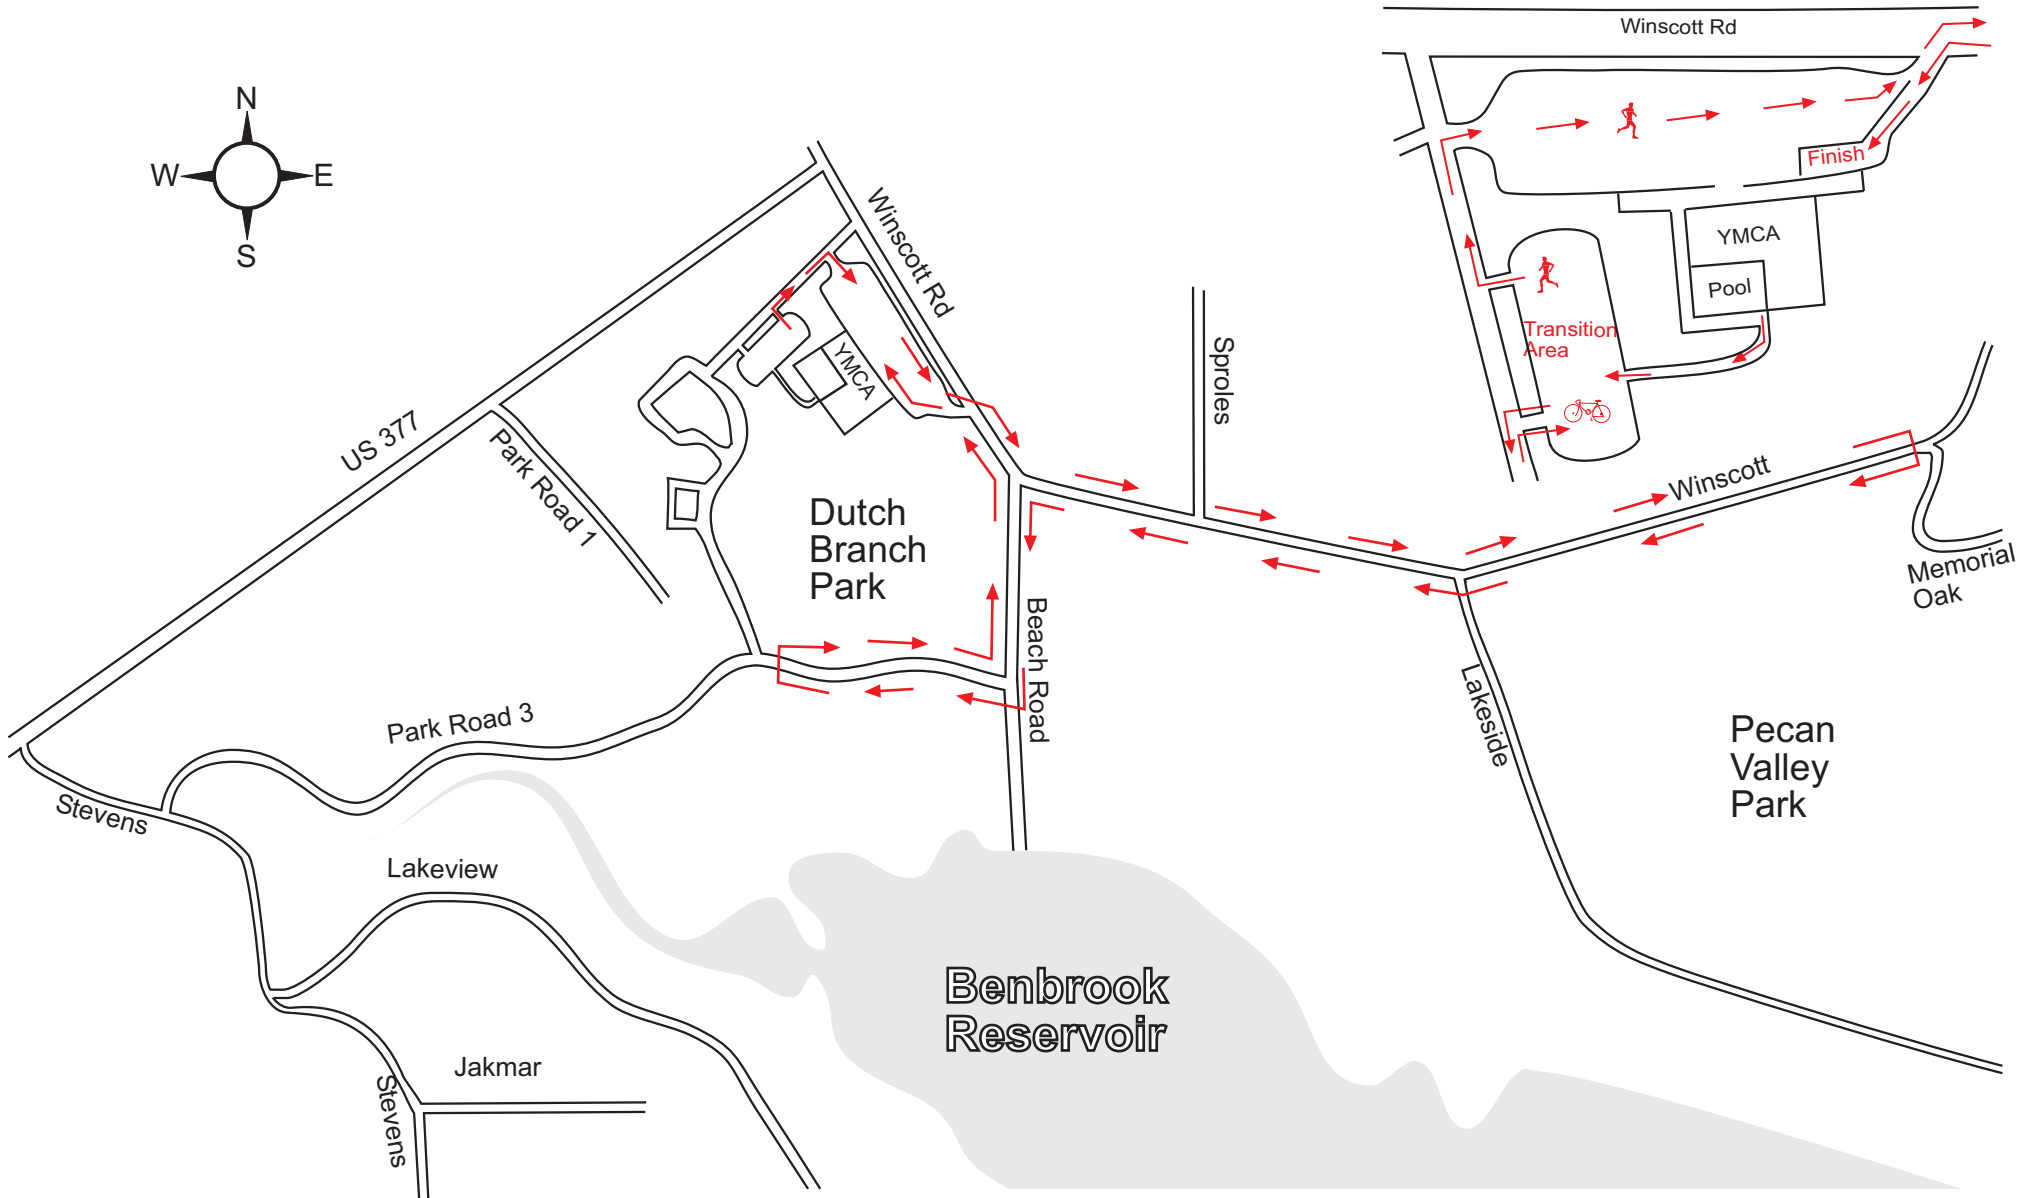 Winscott Rd
N
W
E
S
Finish
Winscott Rd
YMCA
Pool
Transition
Area
YMCA
Sproles
US 377
Park Road 1
Winscott
Dutch
Branch
Park
Memorial
Oak
Beach Road
Lakeside
Park Road 3
Pecan
Valley
Park
Stevens
Lakeview
Benbrook
Reservoir
Jakmar
Stevens